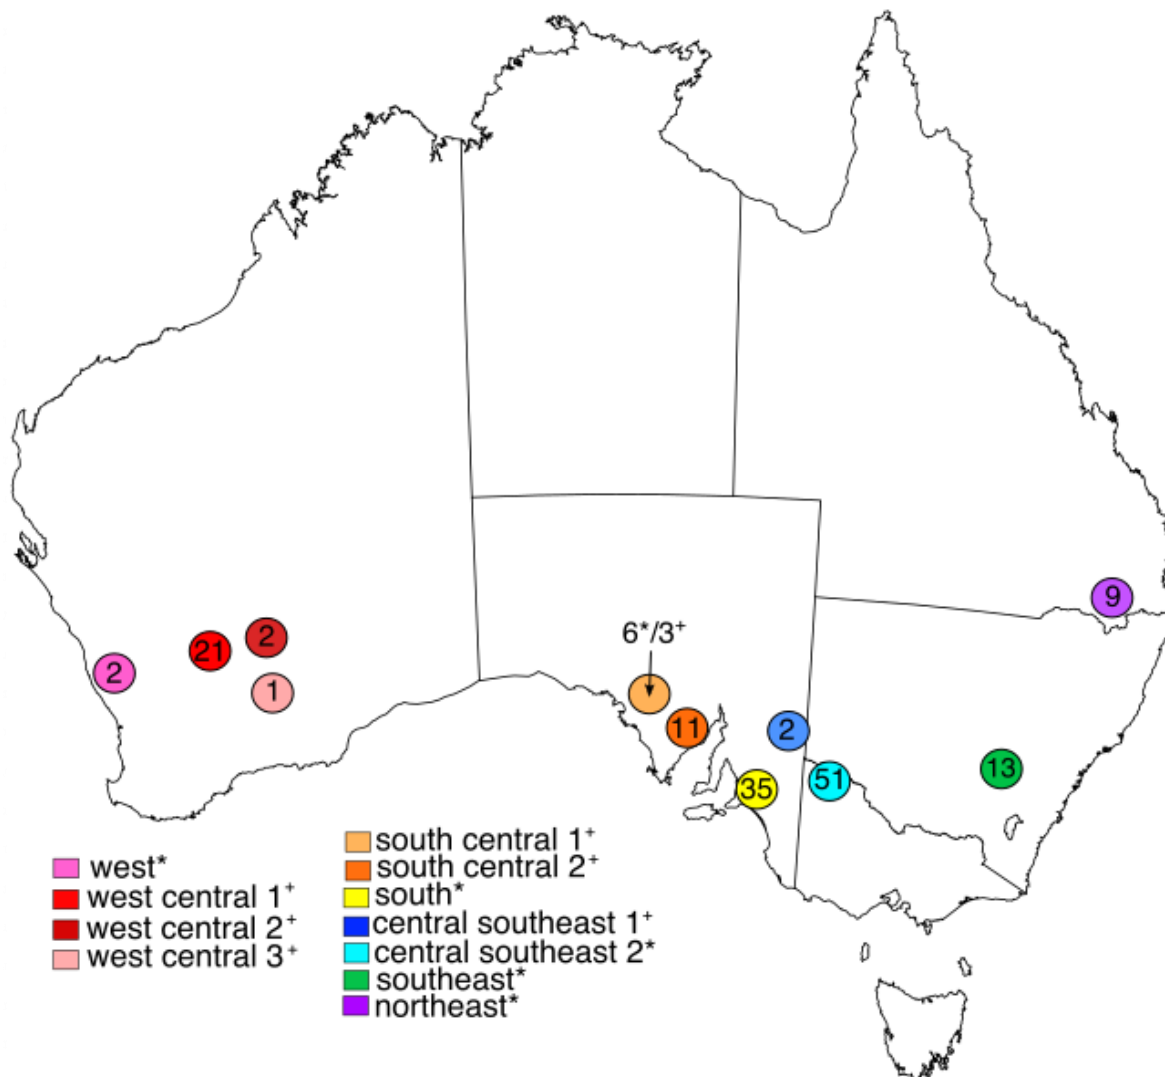 9
2
21
2
1
6*/3⁺
11
2
35
51
13
west*
west central 1⁺
west central 2⁺
west central 3⁺
south central 1⁺
south central 2⁺
south*
central southeast 1⁺
central southeast 2*
southeast*
northeast*